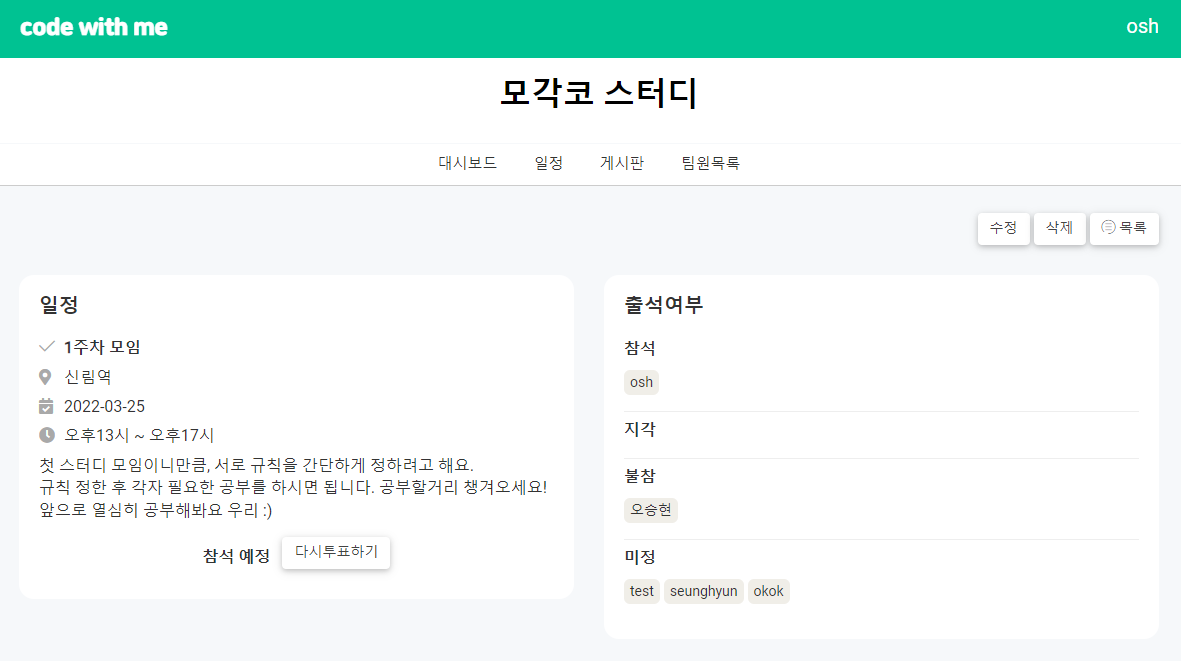 code with me
osh
모각코 스터디
대시보드 일정 게시판 팀원목록
수정 삭제 목록
일정
1주차 모임
신림역
2022-03-25
오후13시 ~ 오후17시
첫 스터디 모임이니만큼, 서로 규칙을 간단하게 정하려고 해요.
규칙 정한 후 각자 필요한 공부를 하시면 됩니다. 공부할거리 챙겨오세요!
앞으로 열심히 공부해봐요 우리 :)
참석 예정 다시투표하기
출석여부
참석
osh
지각
불참
오승현
미정
test seunghyun okok